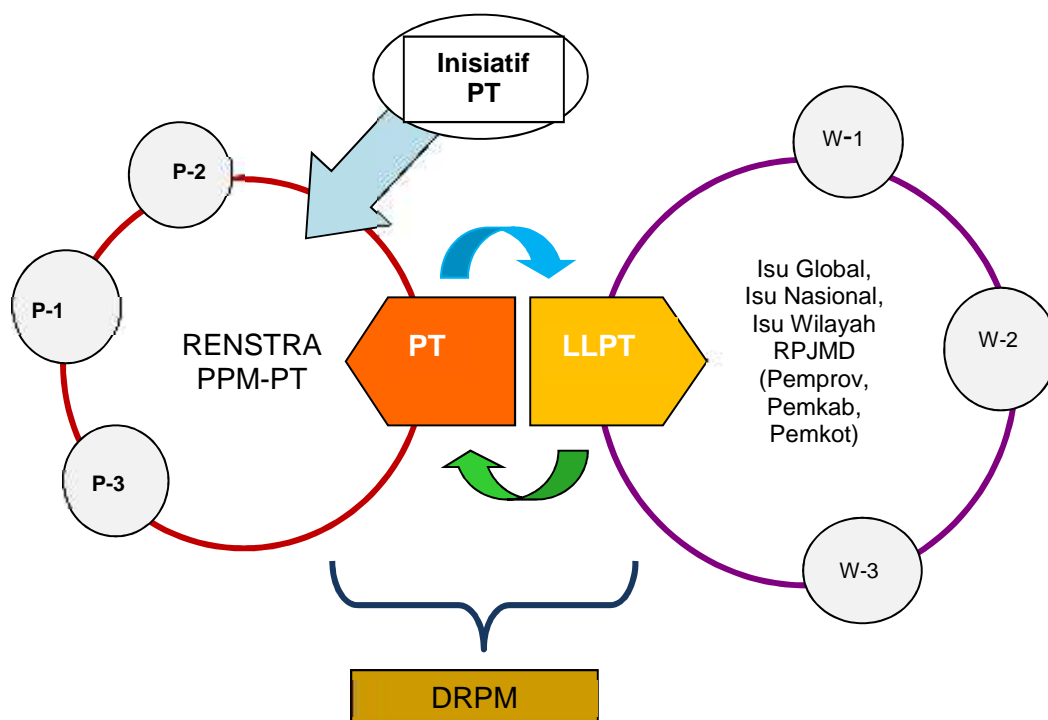 Inisiatif
PT
P-2
P-1
P-3
RENSTRA
PPM-PT
PT
LLPT
W-1
Isu Global,
Isu Nasional,
Isu Wilayah
RPJMD
(Pemprov,
Pemkab,
Pemkot)
W-2
W-3
DRPM